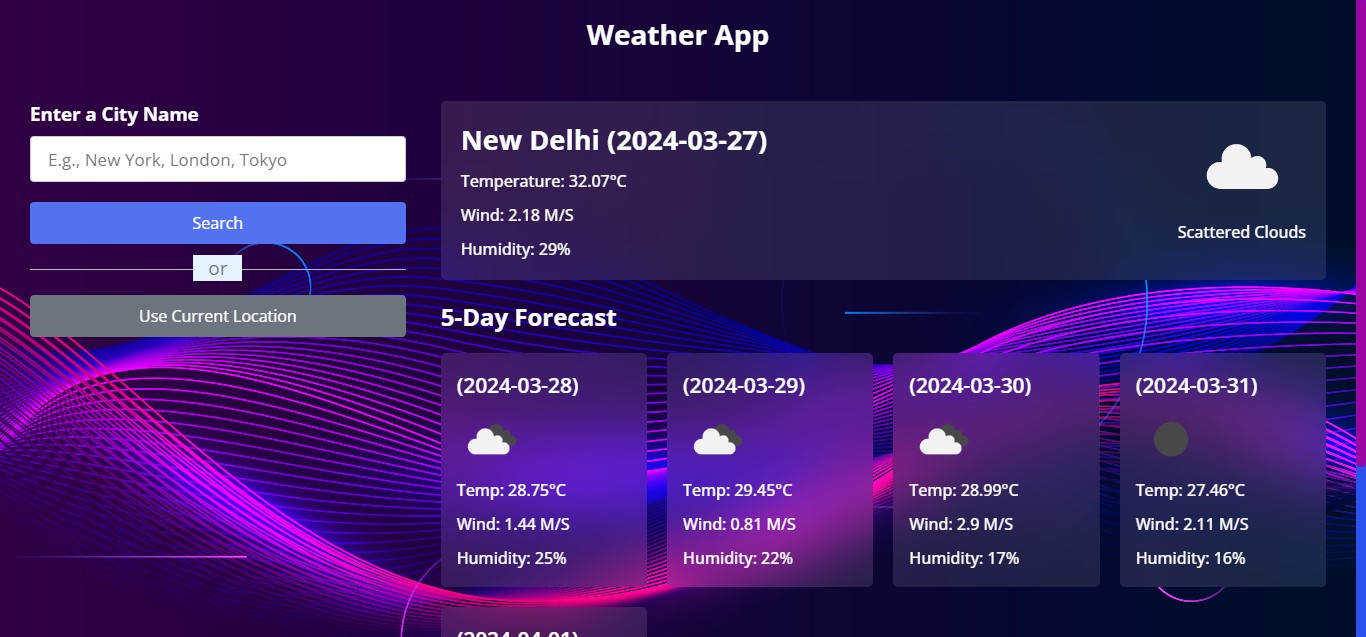 Weather App
Enter a City Name
E.g., New York, London, Tokyo
Search
or
Use Current Location
New Delhi (2024-03-27)
Temperature: 32.07°C
Wind: 2.18 M/S
Humidity: 29%
Scattered Clouds
5-Day Forecast
(2024-03-28)
Temp: 28.75°C
Wind: 1.44 M/S
Humidity: 25%
(2024-03-29)
Temp: 29.45°C
Wind: 0.81 M/S
Humidity: 22%
(2024-03-30)
Temp: 28.99°C
Wind: 2.9 M/S
Humidity: 17%
(2024-03-31)
Temp: 27.46°C
Wind: 2.11 M/S
Humidity: 16%
(2024-04-01)